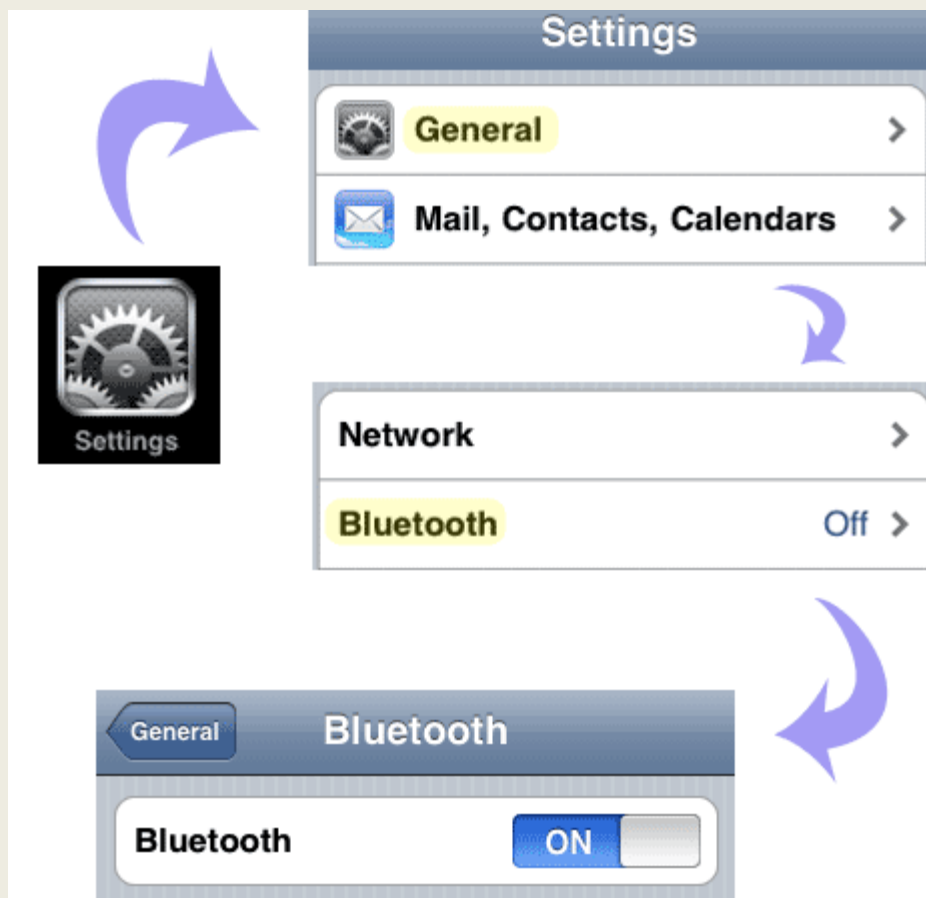 Settings
Settings
General
Mail, Contacts, Calendars
Network
Bluetooth Off
General Bluetooth
Bluetooth ON